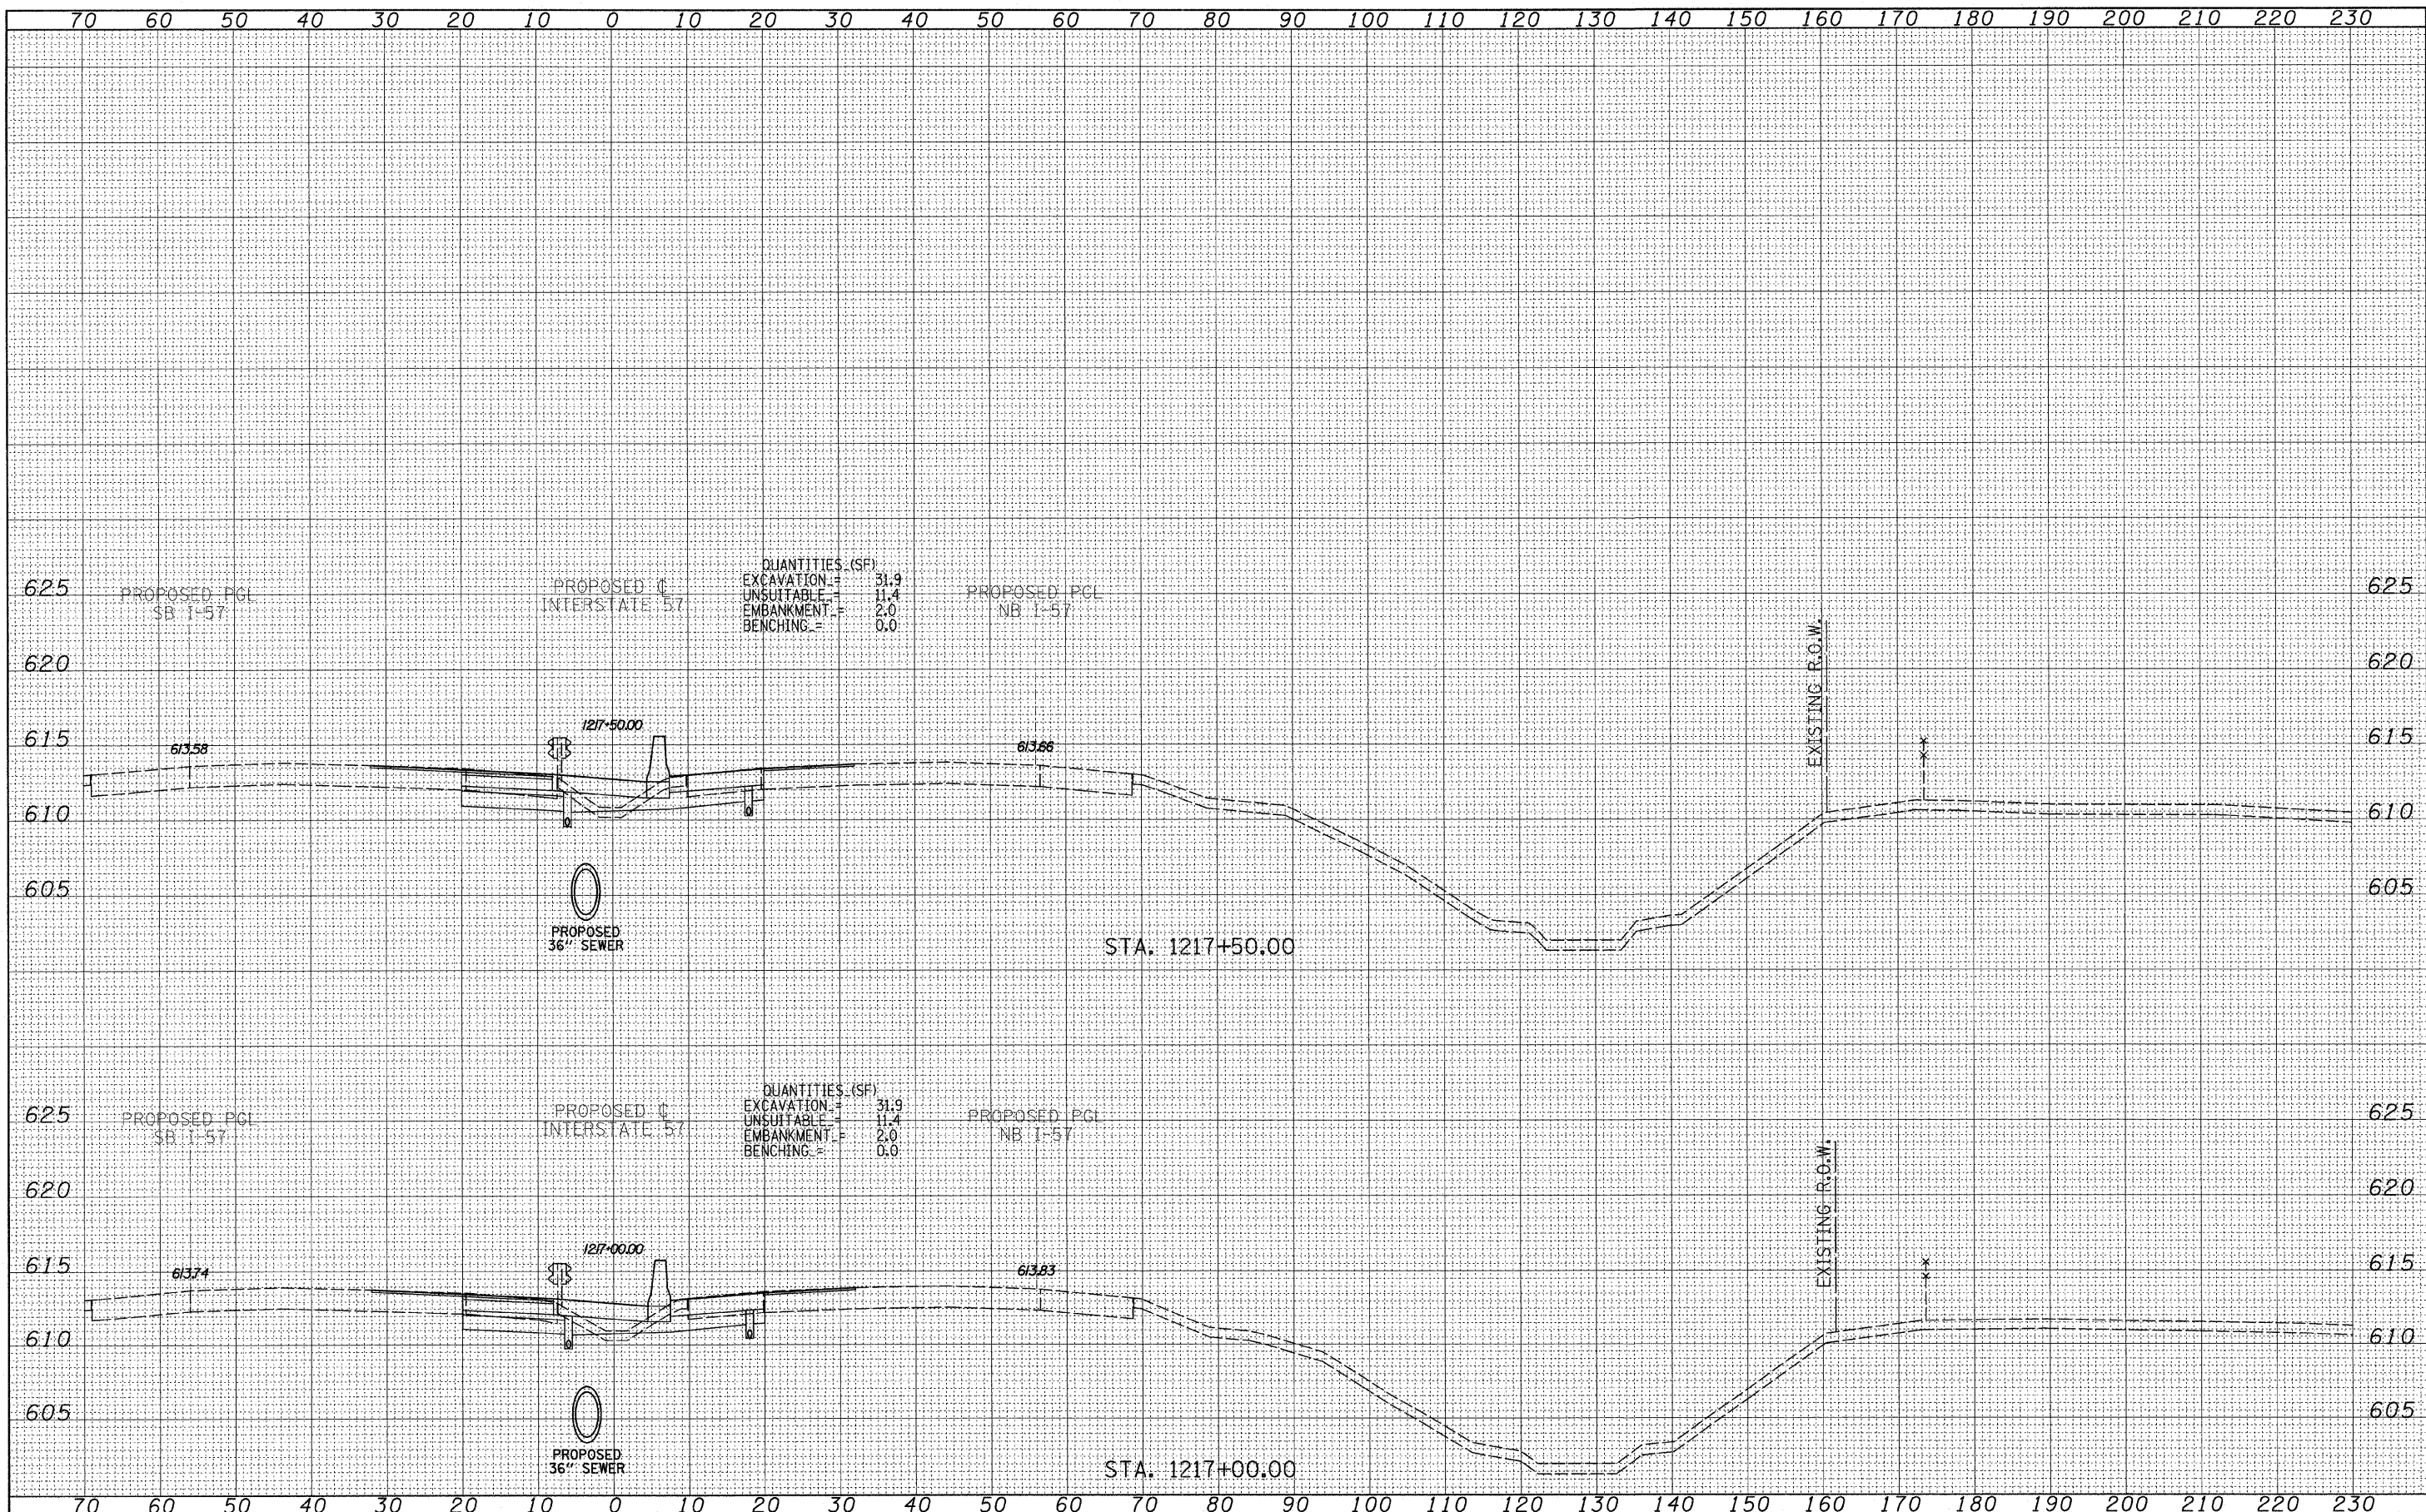 70 60 50 40 30 20 10 0 10 20 30 40 50 60 70 80 90 100 110 120 130 140 150 160 170 180 190 200 210 220 230
QUANTITIES (SF)
EXCAVATION = 31.9
UNSUITABLE = 11.4
EMBANKMENT = 2.0
BENCHING = 0.0
625
PROPOSED PGL
SB I-57
PROPOSED ℄
INTERSTATE 57
PROPOSED PGL
NB I-57
625
620
EXISTING R.O.W.
620
1217+50.00
615
613.58
613.66
615
610
610
605
605
PROPOSED
36" SEWER
STA. 1217+50.00
QUANTITIES (SF)
EXCAVATION = 31.9
UNSUITABLE = 11.4
EMBANKMENT = 2.0
BENCHING = 0.0
625
PROPOSED PGL
SB I-57
PROPOSED ℄
INTERSTATE 57
PROPOSED PGL
NB I-57
625
620
EXISTING R.O.W.
620
1217+00.00
615
613.74
613.83
615
610
610
605
605
PROPOSED
36" SEWER
STA. 1217+00.00
70 60 50 40 30 20 10 0 10 20 30 40 50 60 70 80 90 100 110 120 130 140 150 160 170 180 190 200 210 220 230